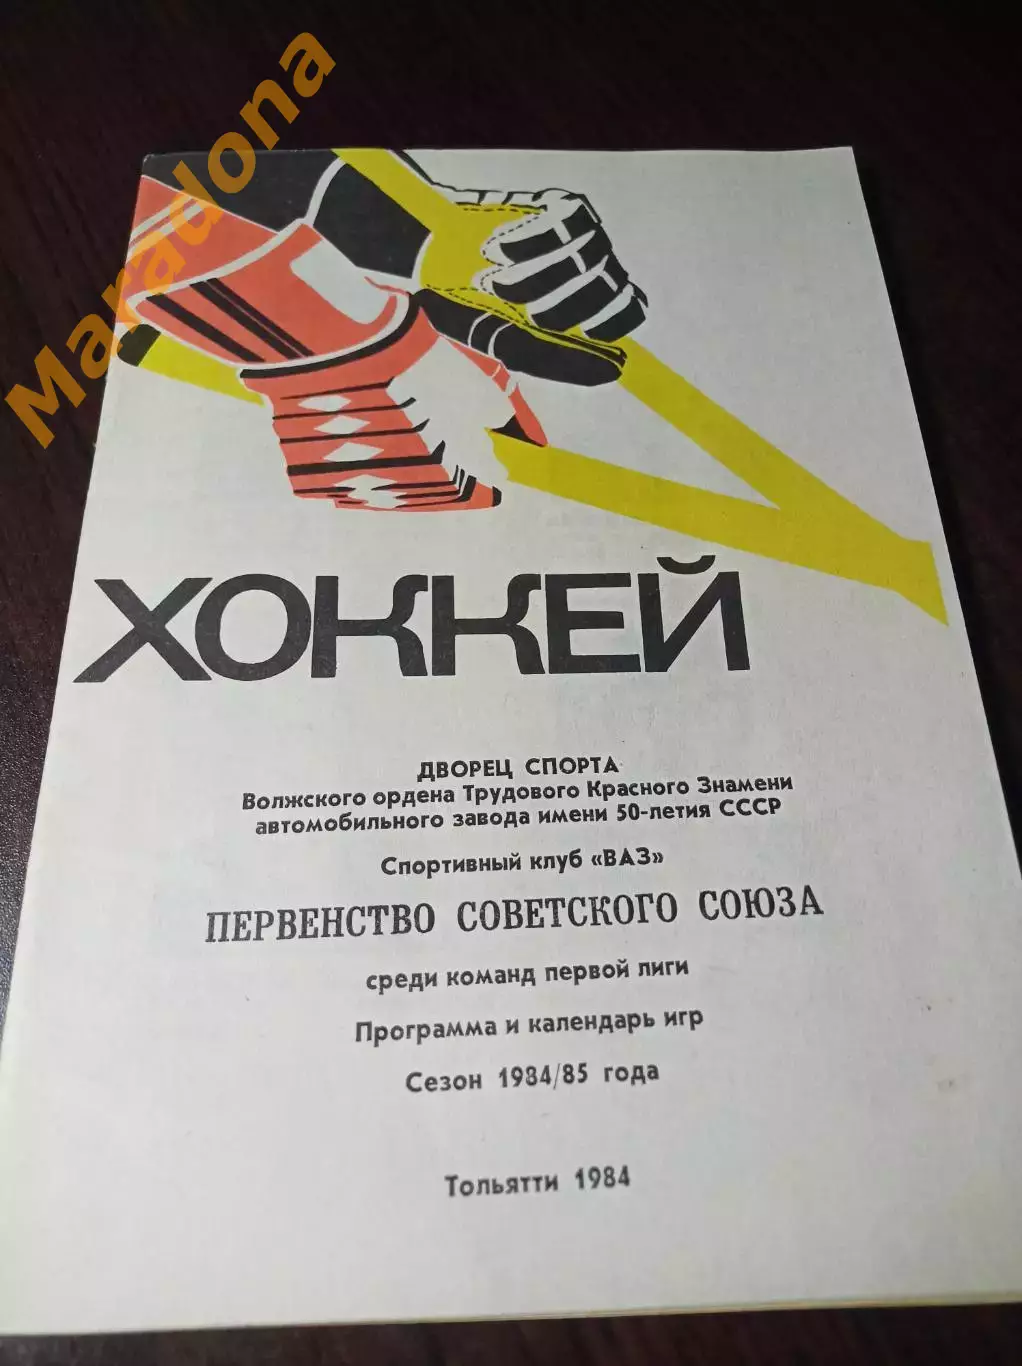 Maradona
ХОККЕЙ
ДВОРЕЦ СПОРТА
Волжского ордена Трудового Красного Знамени
автомобильного завода имени 50-летия СССР
Спортивный клуб «ВАЗ»
ПЕРВЕНСТВО СОВЕТСКОГО СОЮЗА
среди команд первой лиги
Программа и календарь игр
Сезон 1984/85 года
Тольятти 1984